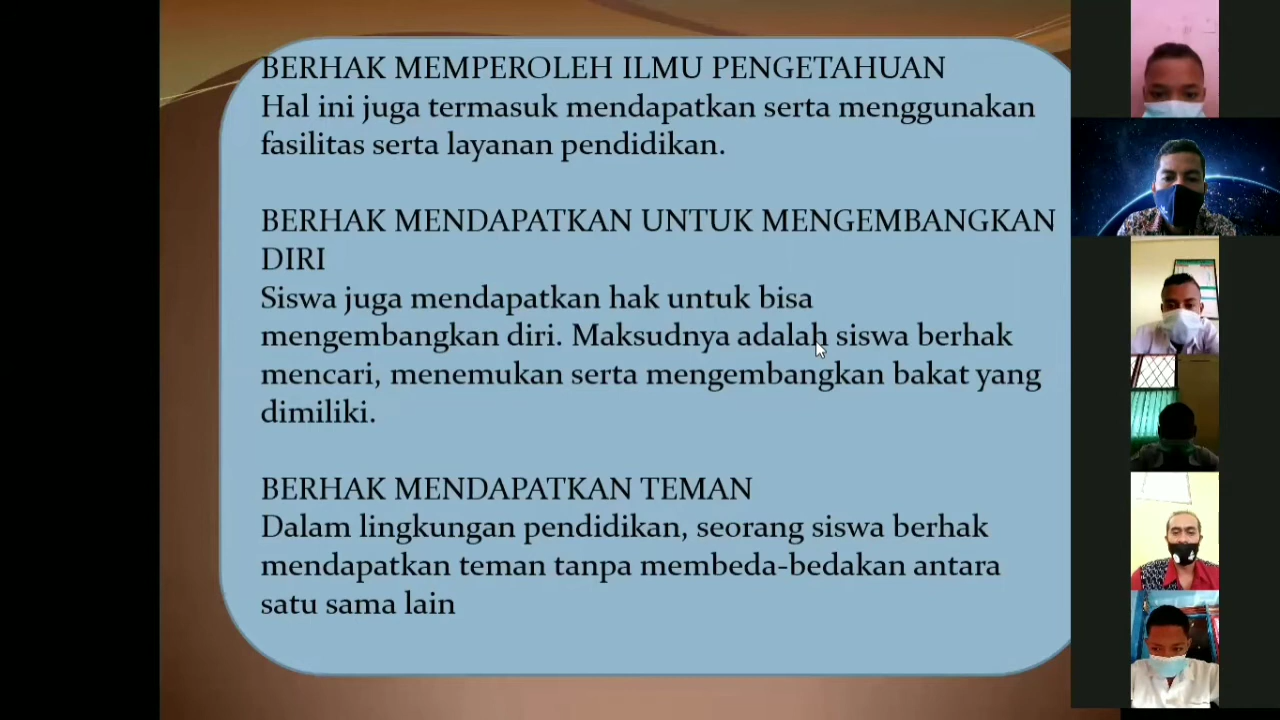 BERHAK MEMPEROLEH ILMU PENGETAHUAN
Hal ini juga termasuk mendapatkan serta menggunakan
fasilitas serta layanan pendidikan.
BERHAK MENDAPATKAN UNTUK MENGEMBANGKAN
DIRI
Siswa juga mendapatkan hak untuk bisa
mengembangkan diri. Maksudnya adalah siswa berhak
mencari, menemukan serta mengembangkan bakat yang
dimiliki.
BERHAK MENDAPATKAN TEMAN
Dalam lingkungan pendidikan, seorang siswa berhak
mendapatkan teman tanpa membeda-bedakan antara
satu sama lain